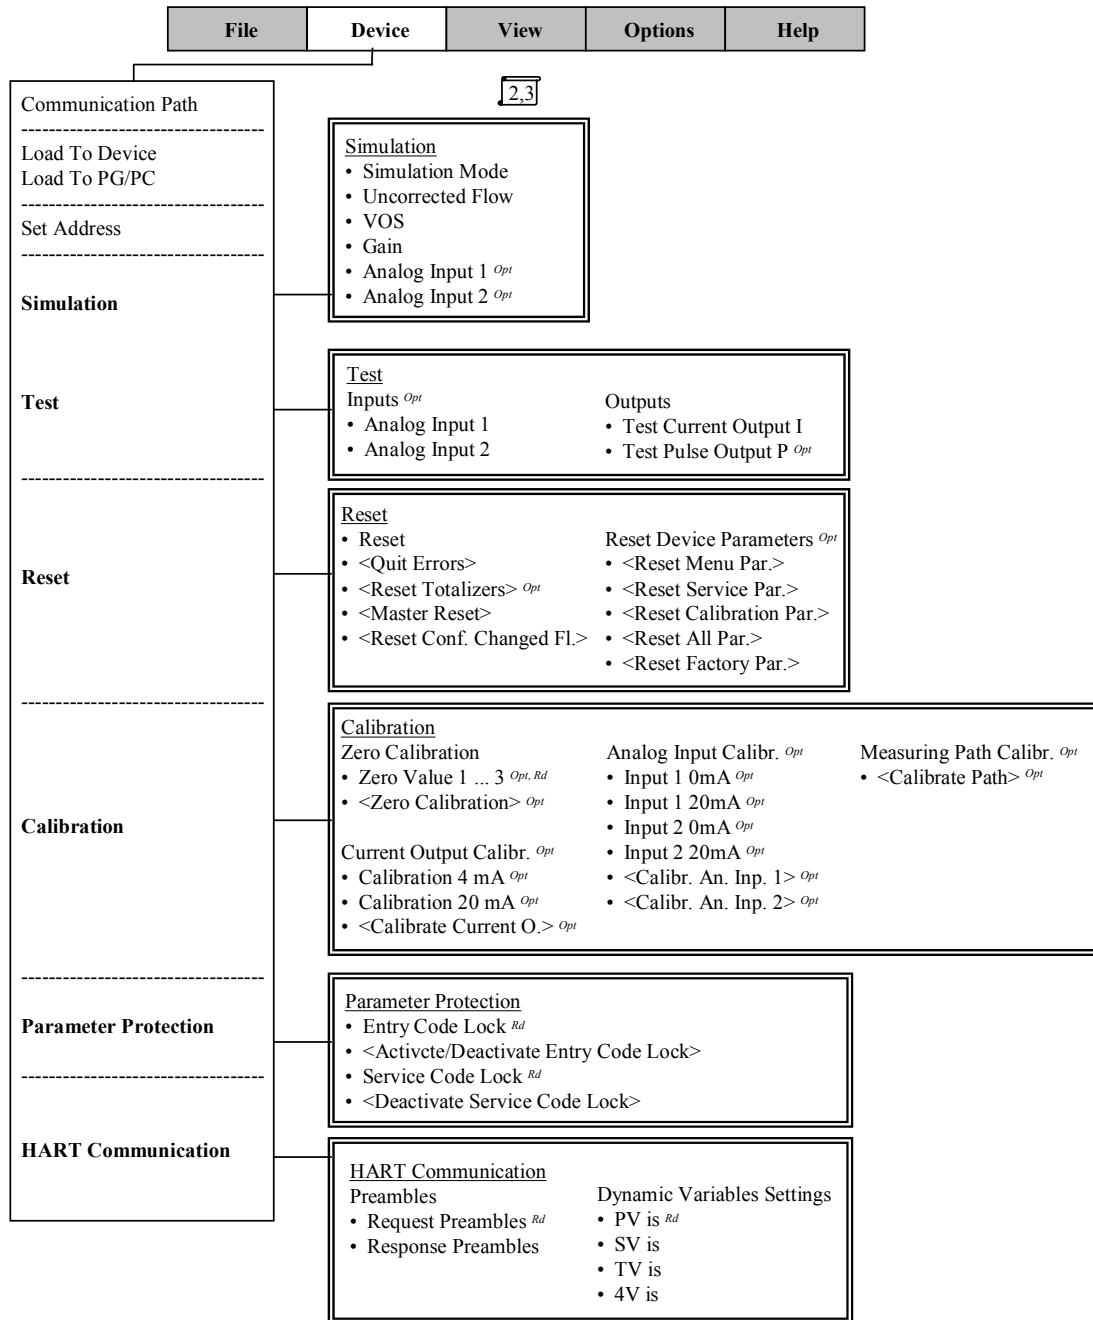 File Device View Options Help
2,3
Communication Path
Load To Device
Load To PG/PC
Set Address
Simulation
Simulation
• Simulation Mode
• Uncorrected Flow
• VOS
• Gain
• Analog Input 1 Opt
• Analog Input 2 Opt
Test
Test
Inputs Opt
• Analog Input 1
• Analog Input 2
Outputs
• Test Current Output I
• Test Pulse Output P Opt
Reset
Reset
• Reset
• <Quit Errors>
• <Reset Totalizers> Opt
• <Master Reset>
• <Reset Conf. Changed Fl.>
Reset Device Parameters Opt
• <Reset Menu Par.>
• <Reset Service Par.>
• <Reset Calibration Par.>
• <Reset All Par.>
• <Reset Factory Par.>
Calibration
Calibration
Zero Calibration
• Zero Value 1 ... 3 Opt, Rd
• <Zero Calibration> Opt
Current Output Calibr. Opt
• Calibration 4 mA Opt
• Calibration 20 mA Opt
• <Calibrate Current O.> Opt
Analog Input Calibr. Opt
• Input 1 0mA Opt
• Input 1 20mA Opt
• Input 2 0mA Opt
• Input 2 20mA Opt
• <Calibr. An. Inp. 1> Opt
• <Calibr. An. Inp. 2> Opt
Measuring Path Calibr. Opt
• <Calibrate Path> Opt
Parameter Protection
Parameter Protection
• Entry Code Lock Rd
• <Activcte/Deactivate Entry Code Lock>
• Service Code Lock Rd
• <Deactivate Service Code Lock>
HART Communication
HART Communication
Preambles
• Request Preambles Rd
• Response Preambles
Dynamic Variables Settings
• PV is Rd
• SV is
• TV is
• 4V is